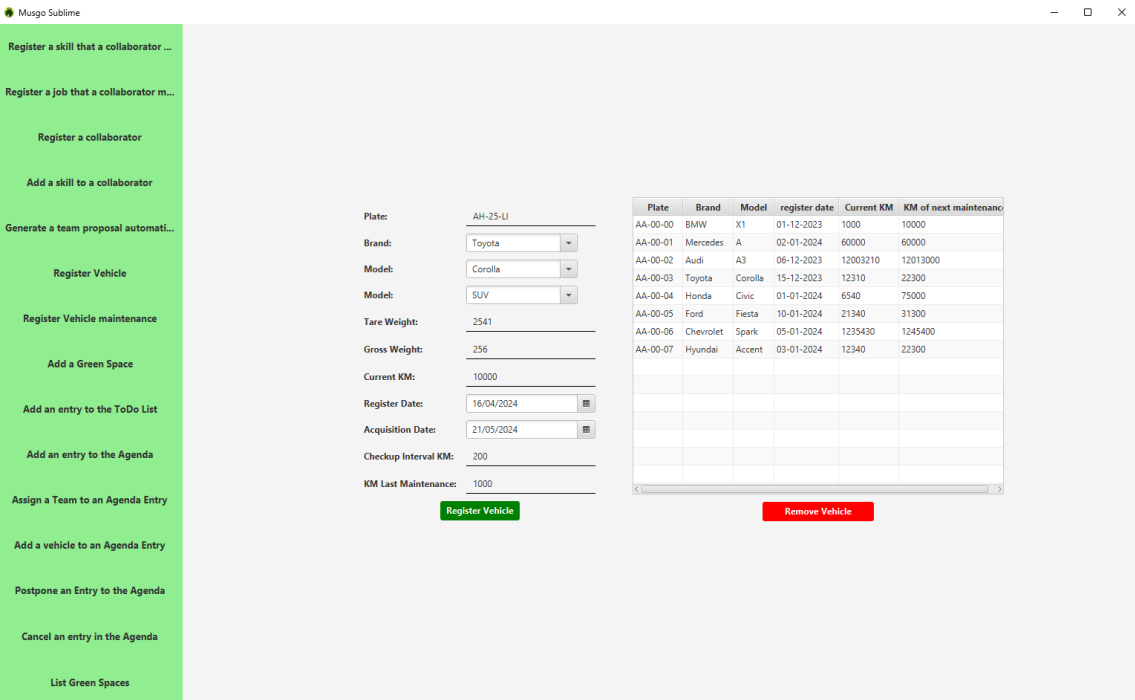 Musgo Sublime
Register a skill that a collaborator ...
Register a job that a collaborator m...
Register a collaborator
Add a skill to a collaborator
Generate a team proposal automati...
Register Vehicle
Register Vehicle maintenance
Add a Green Space
Add an entry to the ToDo List
Add an entry to the Agenda
Assign a Team to an Agenda Entry
Add a vehicle to an Agenda Entry
Postpone an Entry to the Agenda
Cancel an entry in the Agenda
List Green Spaces
Plate: AH-25-LI
Brand: Toyota
Model: Corolla
Model: SUV
Tare Weight: 2541
Gross Weight: 256
Current KM: 10000
Register Date: 16/04/2024
Acquisition Date: 21/05/2024
Checkup Interval KM: 200
KM Last Maintenance: 1000
Register Vehicle
Plate Brand Model register date Current KM KM of next maintenance
AA-00-00 BMW X1 01-12-2023 1000 10000
AA-00-01 Mercedes A 02-01-2024 60000 60000
AA-00-02 Audi A3 06-12-2023 12003210 12013000
AA-00-03 Toyota Corolla 15-12-2023 12310 22300
AA-00-04 Honda Civic 01-01-2024 6540 75000
AA-00-05 Ford Fiesta 10-01-2024 21340 31300
AA-00-06 Chevrolet Spark 05-01-2024 1235430 1245400
AA-00-07 Hyundai Accent 03-01-2024 12340 22300
Remove Vehicle